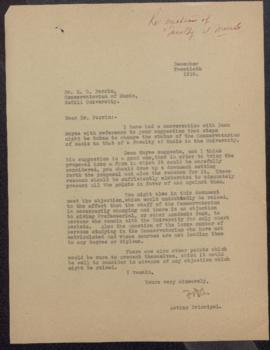 Re creation of
Faculty of Music
December
Twentieth
1918.
Dr. H. C. Perrin,
Conservatorium of Music,
McGill University.
Dear Dr. Perrin:-
I have had a conversation with Dean
Moyse with reference to your suggestion that steps
might be taken to change the status of the Conservatorium
of Music to that of a Faculty of Music in the University.
Dean Moyse suggests, and I think
his suggestion is a good one, that in order to bring the
proposal into a form in which it could be carefully
considered, you should draw up a document setting
forth the proposal and also the reasons for it. These
reasons should be sufficiently elaborated to adequately
present all the points in favor of and against them.
You might also in this document
meet the objection, which would undoubtedly be raised,
to the effect that the staff of the Conservatorium
is necessarily changing and there is an objection
to giving Professorial, or other Academic rank, to
persons who remain with the University for only short
periods. Also the question of the large number of
persons studying in the Conservatorium who have not
matriculated and whose courses are not leading them
to any degree or diploma.
There are also other points which
would be sure to present themselves, which it would
be well to consider in advance of any objection which
might be raised.
I remain,
Yours very sincerely,
Acting Principal.